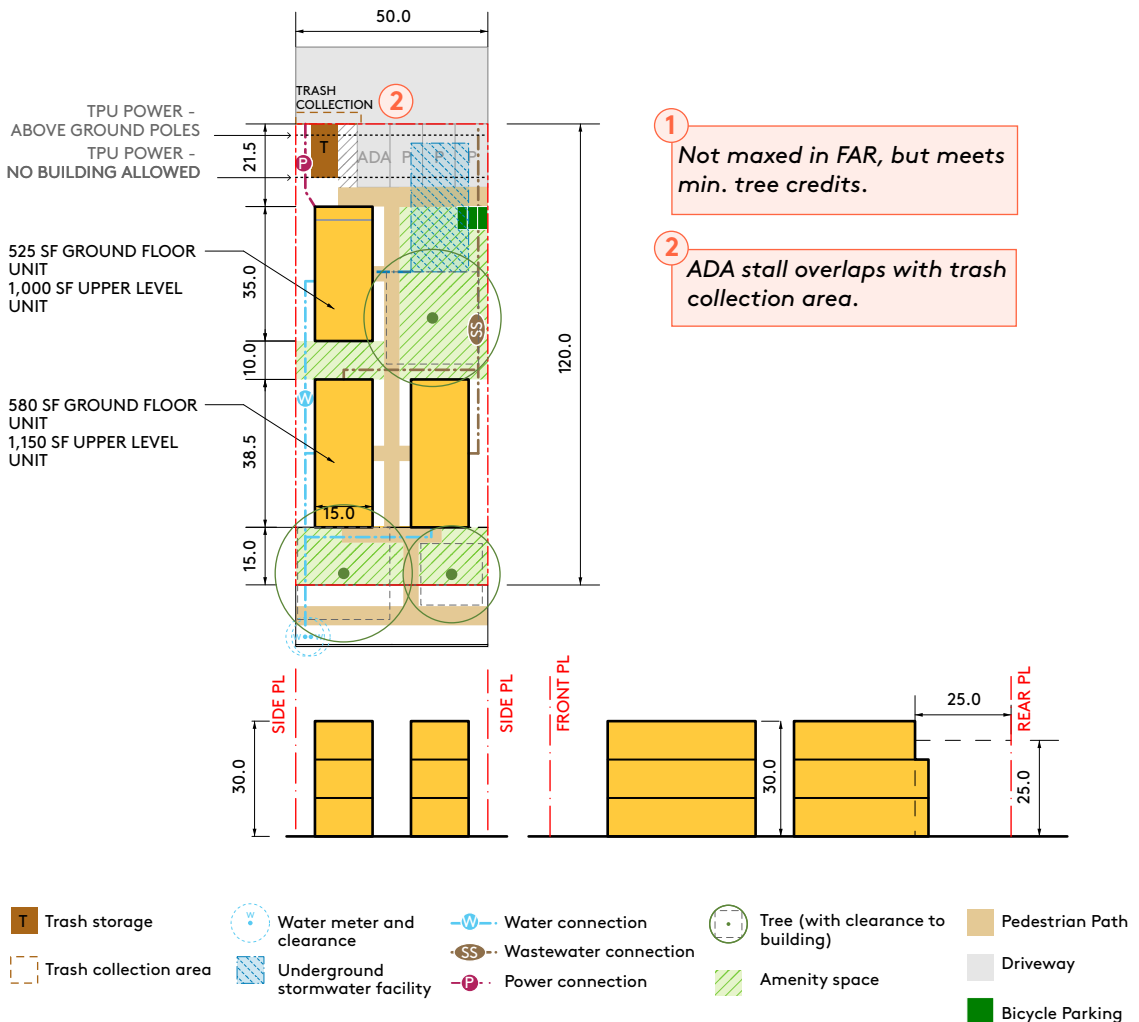 50.0
TRASH
COLLECTION
2
TPU POWER -
ABOVE GROUND POLES
TPU POWER -
NO BUILDING ALLOWED
21.5
T
ADA
P
P
P
P
1
Not maxed in FAR, but meets
min. tree credits.
2
ADA stall overlaps with trash
collection area.
525 SF GROUND FLOOR
UNIT
1,000 SF UPPER LEVEL
UNIT
35.0
SS
10.0
120.0
W
580 SF GROUND FLOOR
UNIT
1,150 SF UPPER LEVEL
UNIT
38.5
15.0
15.0
SIDE PL
SIDE PL
FRONT PL
REAR PL
25.0
30.0
30.0
25.0
T Trash storage
Trash collection area
W
Water meter and
clearance
Underground
stormwater facility
W Water connection
SS Wastewater connection
P Power connection
Tree (with clearance to
building)
Amenity space
Pedestrian Path
Driveway
Bicycle Parking